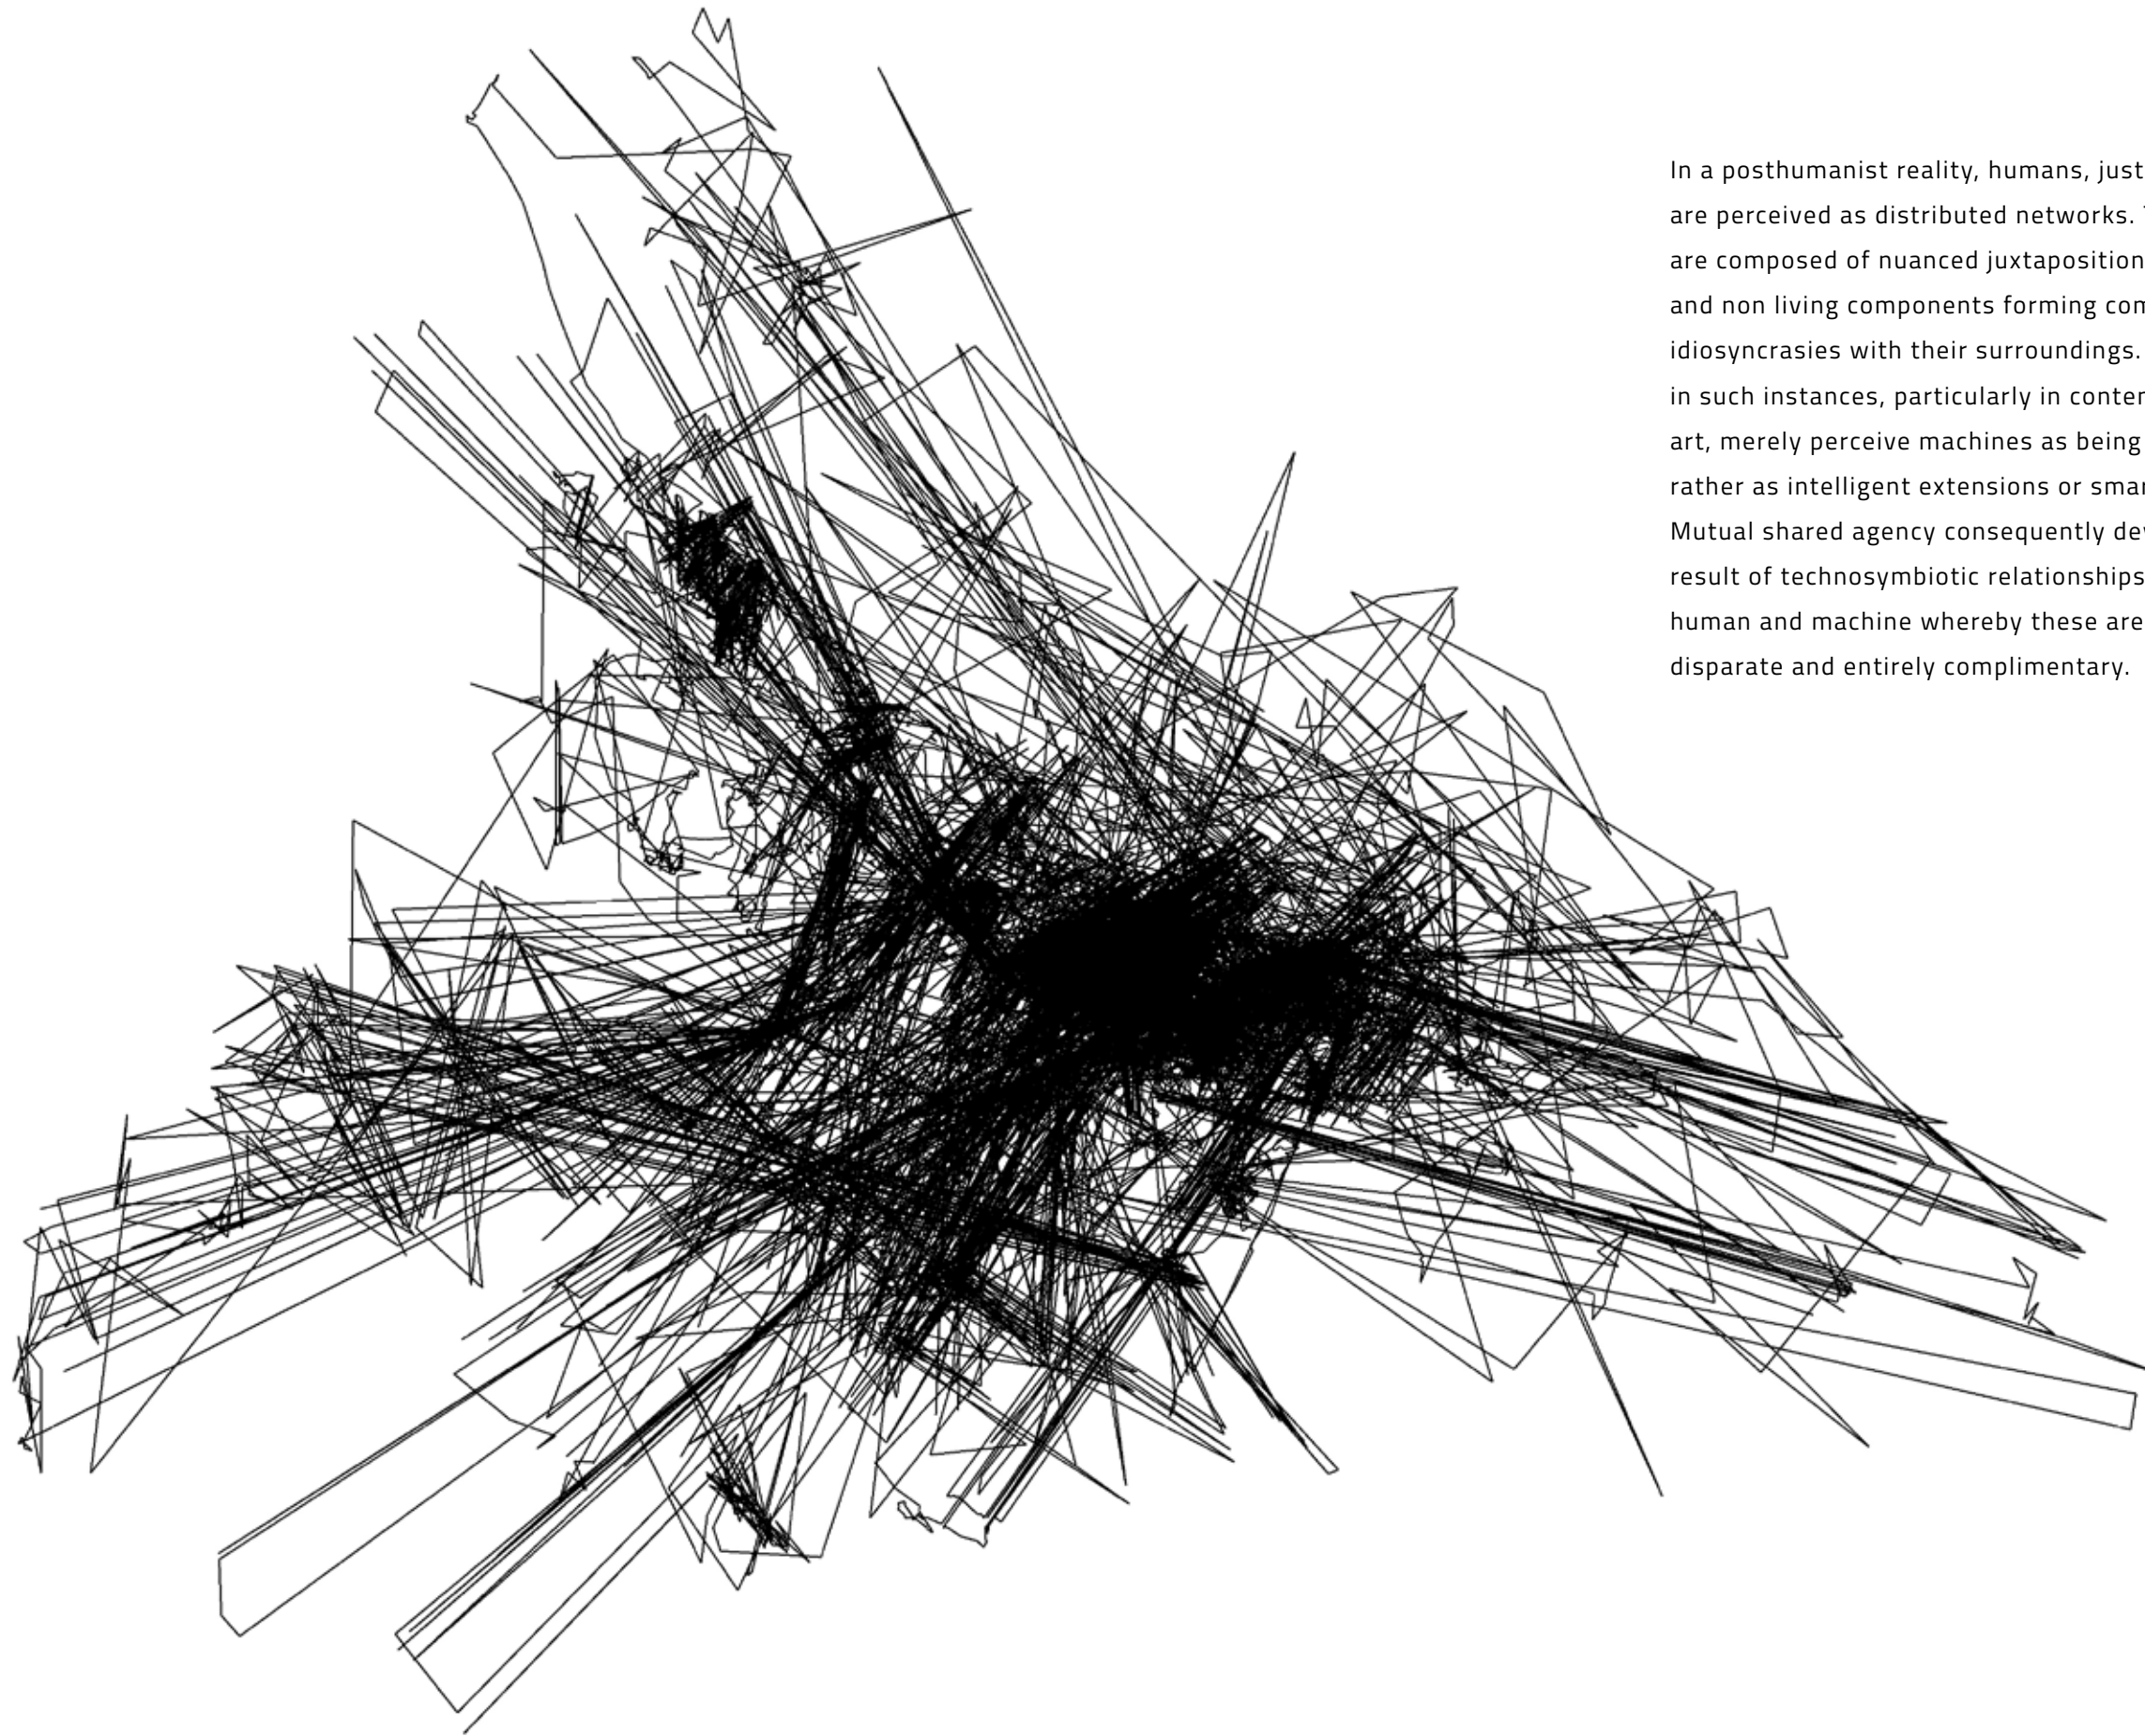 In a posthumanist reality, humans, just
are perceived as distributed networks.
are composed of nuanced juxtaposition
and non living components forming
idiosyncrasies with their surroundings.
in such instances, particularly in
art, merely perceive machines as being
rather as intelligent extensions or
Mutual shared agency consequently
result of technosymbiotic relationships
human and machine whereby these are
disparate and entirely complimentary.